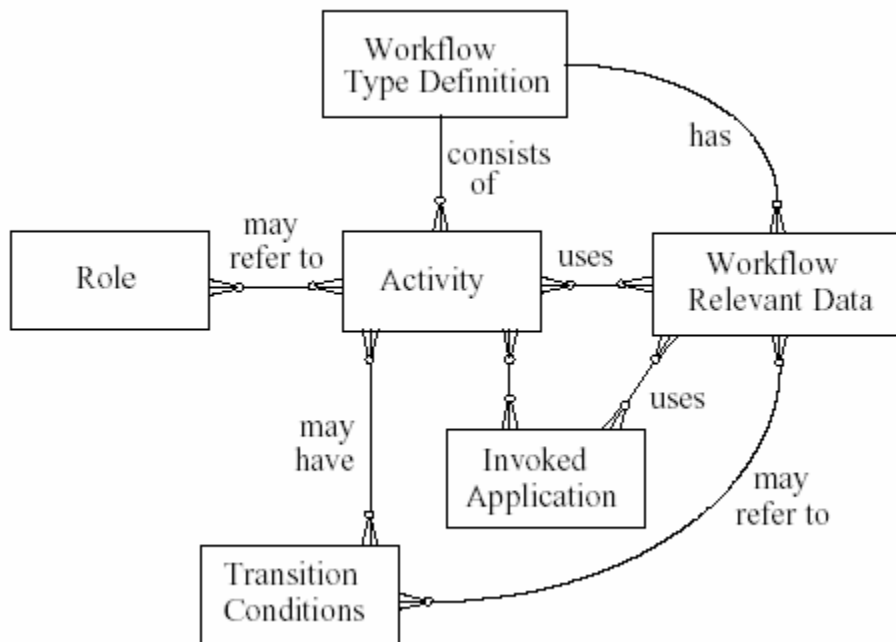 Workflow
Type Definition
consists
of
has
Role
may
refer to
Activity
uses
Workflow
Relevant Data
may
have
Invoked
Application
uses
may
refer to
Transition
Conditions